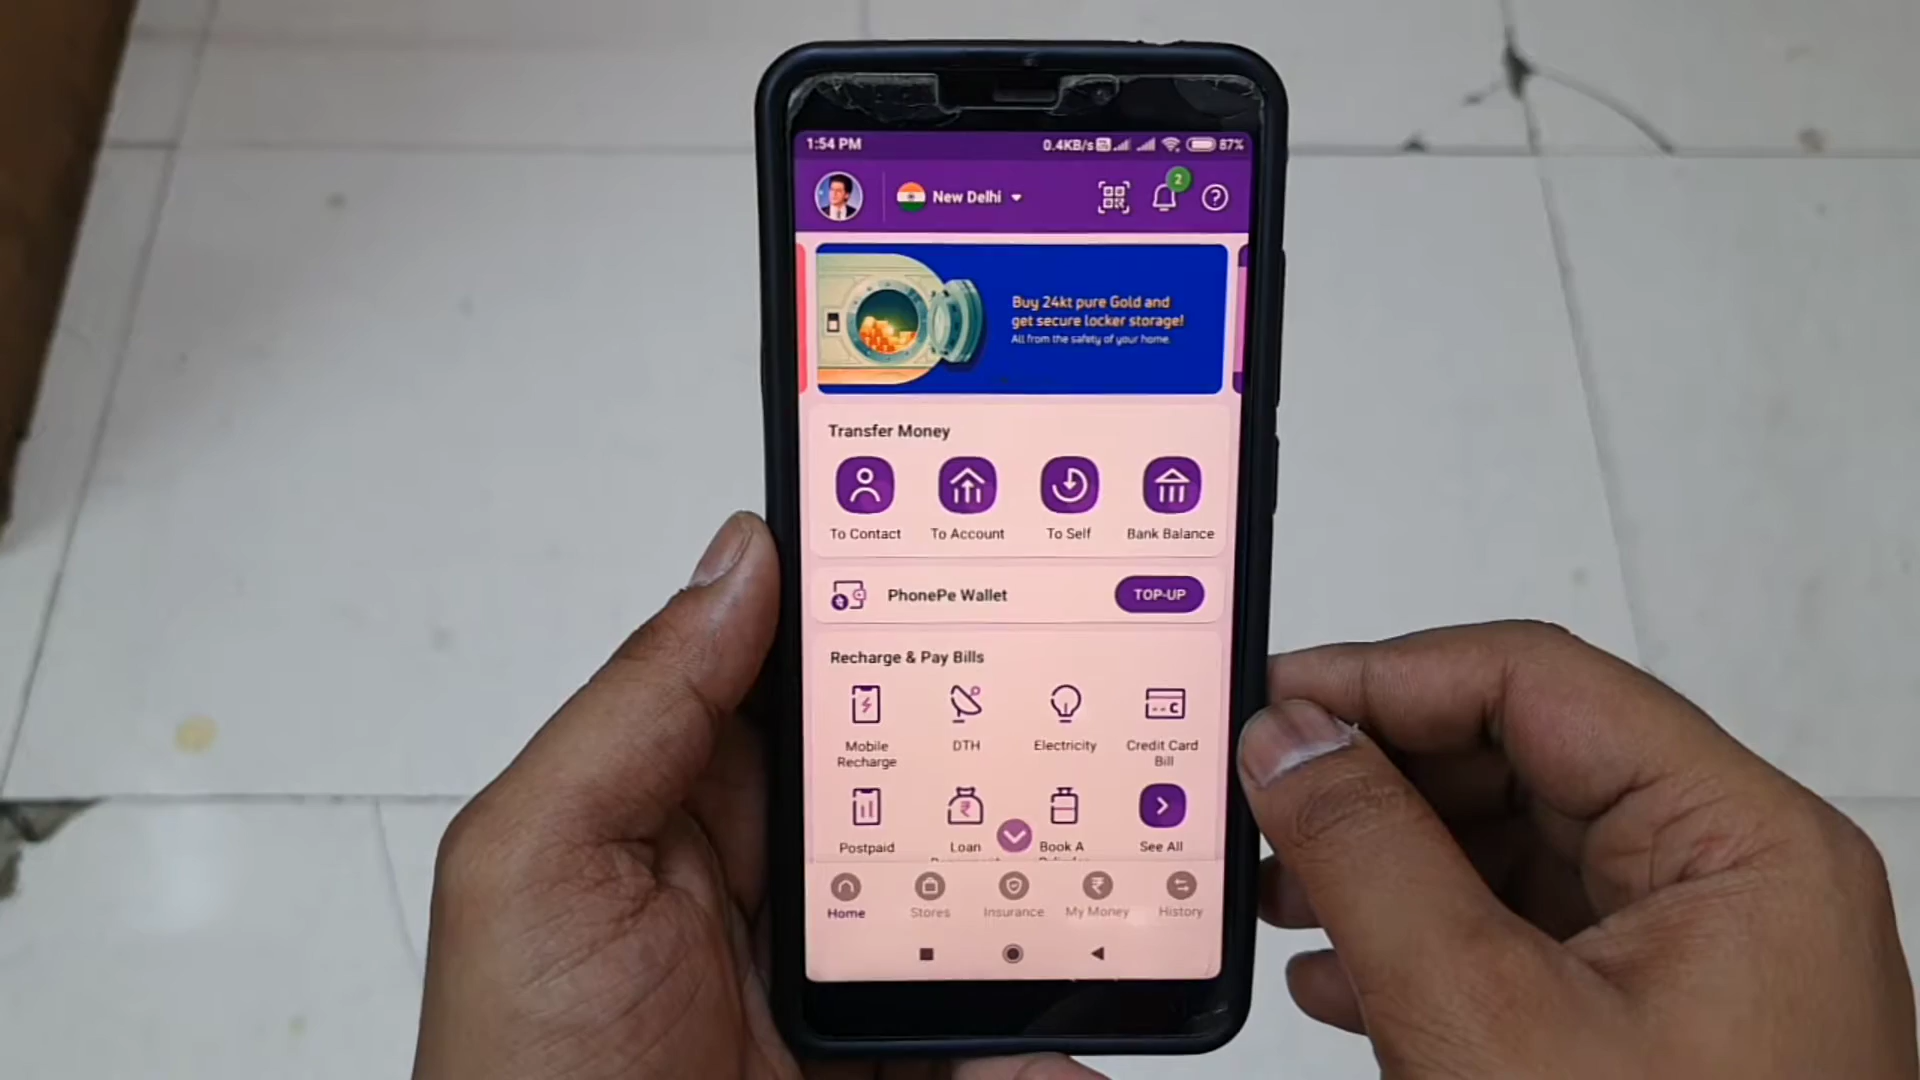 1:54 PM 0.4KB/s 87%
New Delhi
2
Buy 24kt pure Gold and
get secure locker storage!
All from the safety of your home.
Transfer Money
To Contact To Account To Self Bank Balance
PhonePe Wallet TOP-UP
Recharge & Pay Bills
Mobile DTH Electricity Credit Card
Recharge Bill
Postpaid Loan Book A See All
Home Stores Insurance My Money History